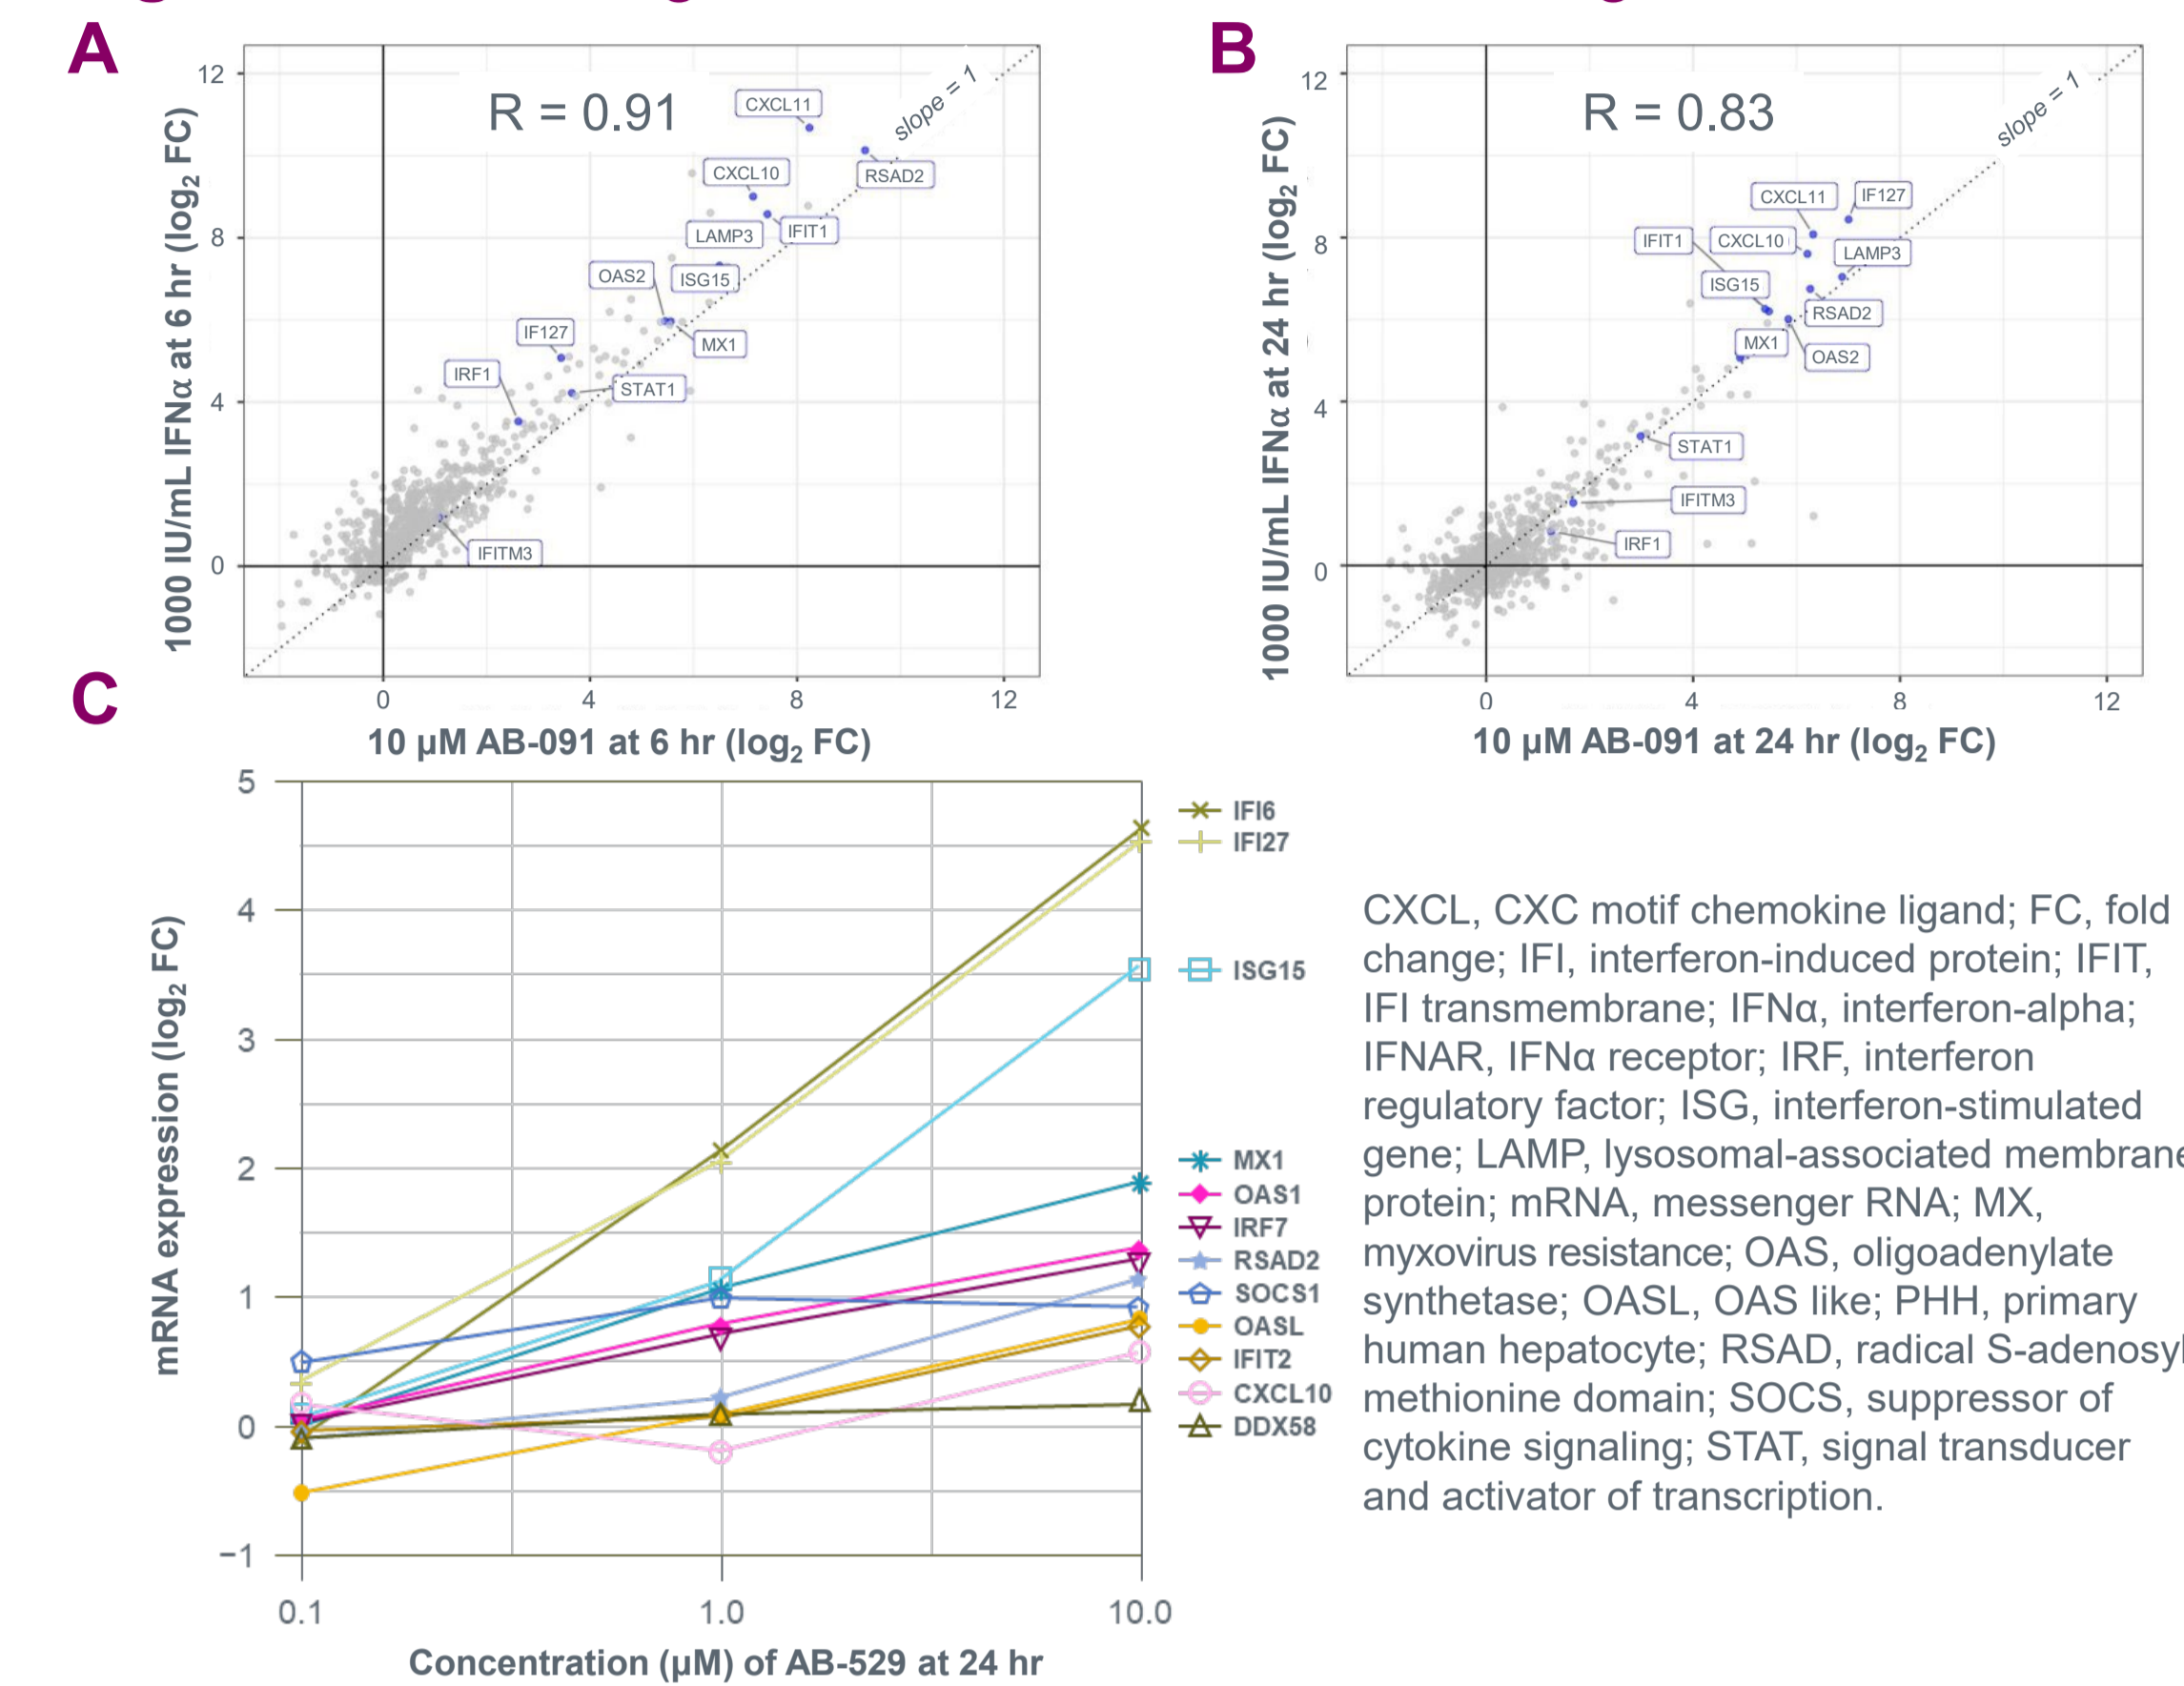 A
R = 0.91
slope = 1
CXCL11
RSAD2
CXCL10
IFIT1
LAMP3
OAS2
ISG15
IF127
MX1
IRF1
STAT1
IFITM3
12
8
4
0
0
4
8
12
1000 IU/mL IFNα at 6 hr (log2 FC)
10 µM AB-091 at 6 hr (log2 FC)
B
R = 0.83
slope = 1
CXCL11
IF127
IFIT1
CXCL10
LAMP3
ISG15
RSAD2
MX1
OAS2
STAT1
IFITM3
IRF1
12
8
4
0
0
4
8
12
1000 IU/mL IFNα at 24 hr (log2 FC)
10 µM AB-091 at 24 hr (log2 FC)
C
5
4
3
2
1
0
−1
0.1
1.0
10.0
mRNA expression (log2 FC)
Concentration (µM) of AB-529 at 24 hr
IFI6
IFI27
ISG15
MX1
OAS1
IRF7
RSAD2
SOCS1
OASL
IFIT2
CXCL10
DDX58
CXCL, CXC motif chemokine ligand; FC, fold
change; IFI, interferon-induced protein; IFIT,
IFI transmembrane; IFNα, interferon-alpha;
IFNAR, IFNα receptor; IRF, interferon
regulatory factor; ISG, interferon-stimulated
gene; LAMP, lysosomal-associated membrane
protein; mRNA, messenger RNA; MX,
myxovirus resistance; OAS, oligoadenylate
synthetase; OASL, OAS like; PHH, primary
human hepatocyte; RSAD, radical S-adenosyl
methionine domain; SOCS, suppressor of
cytokine signaling; STAT, signal transducer
and activator of transcription.